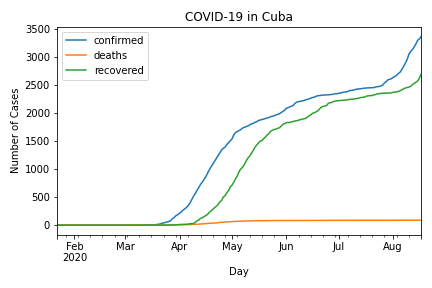 COVID-19 in Cuba
3500
3000
2500
2000
1500
1000
500
0
Number of Cases
confirmed
deaths
recovered
Feb Mar Apr May Jun Jul Aug
2020
Day